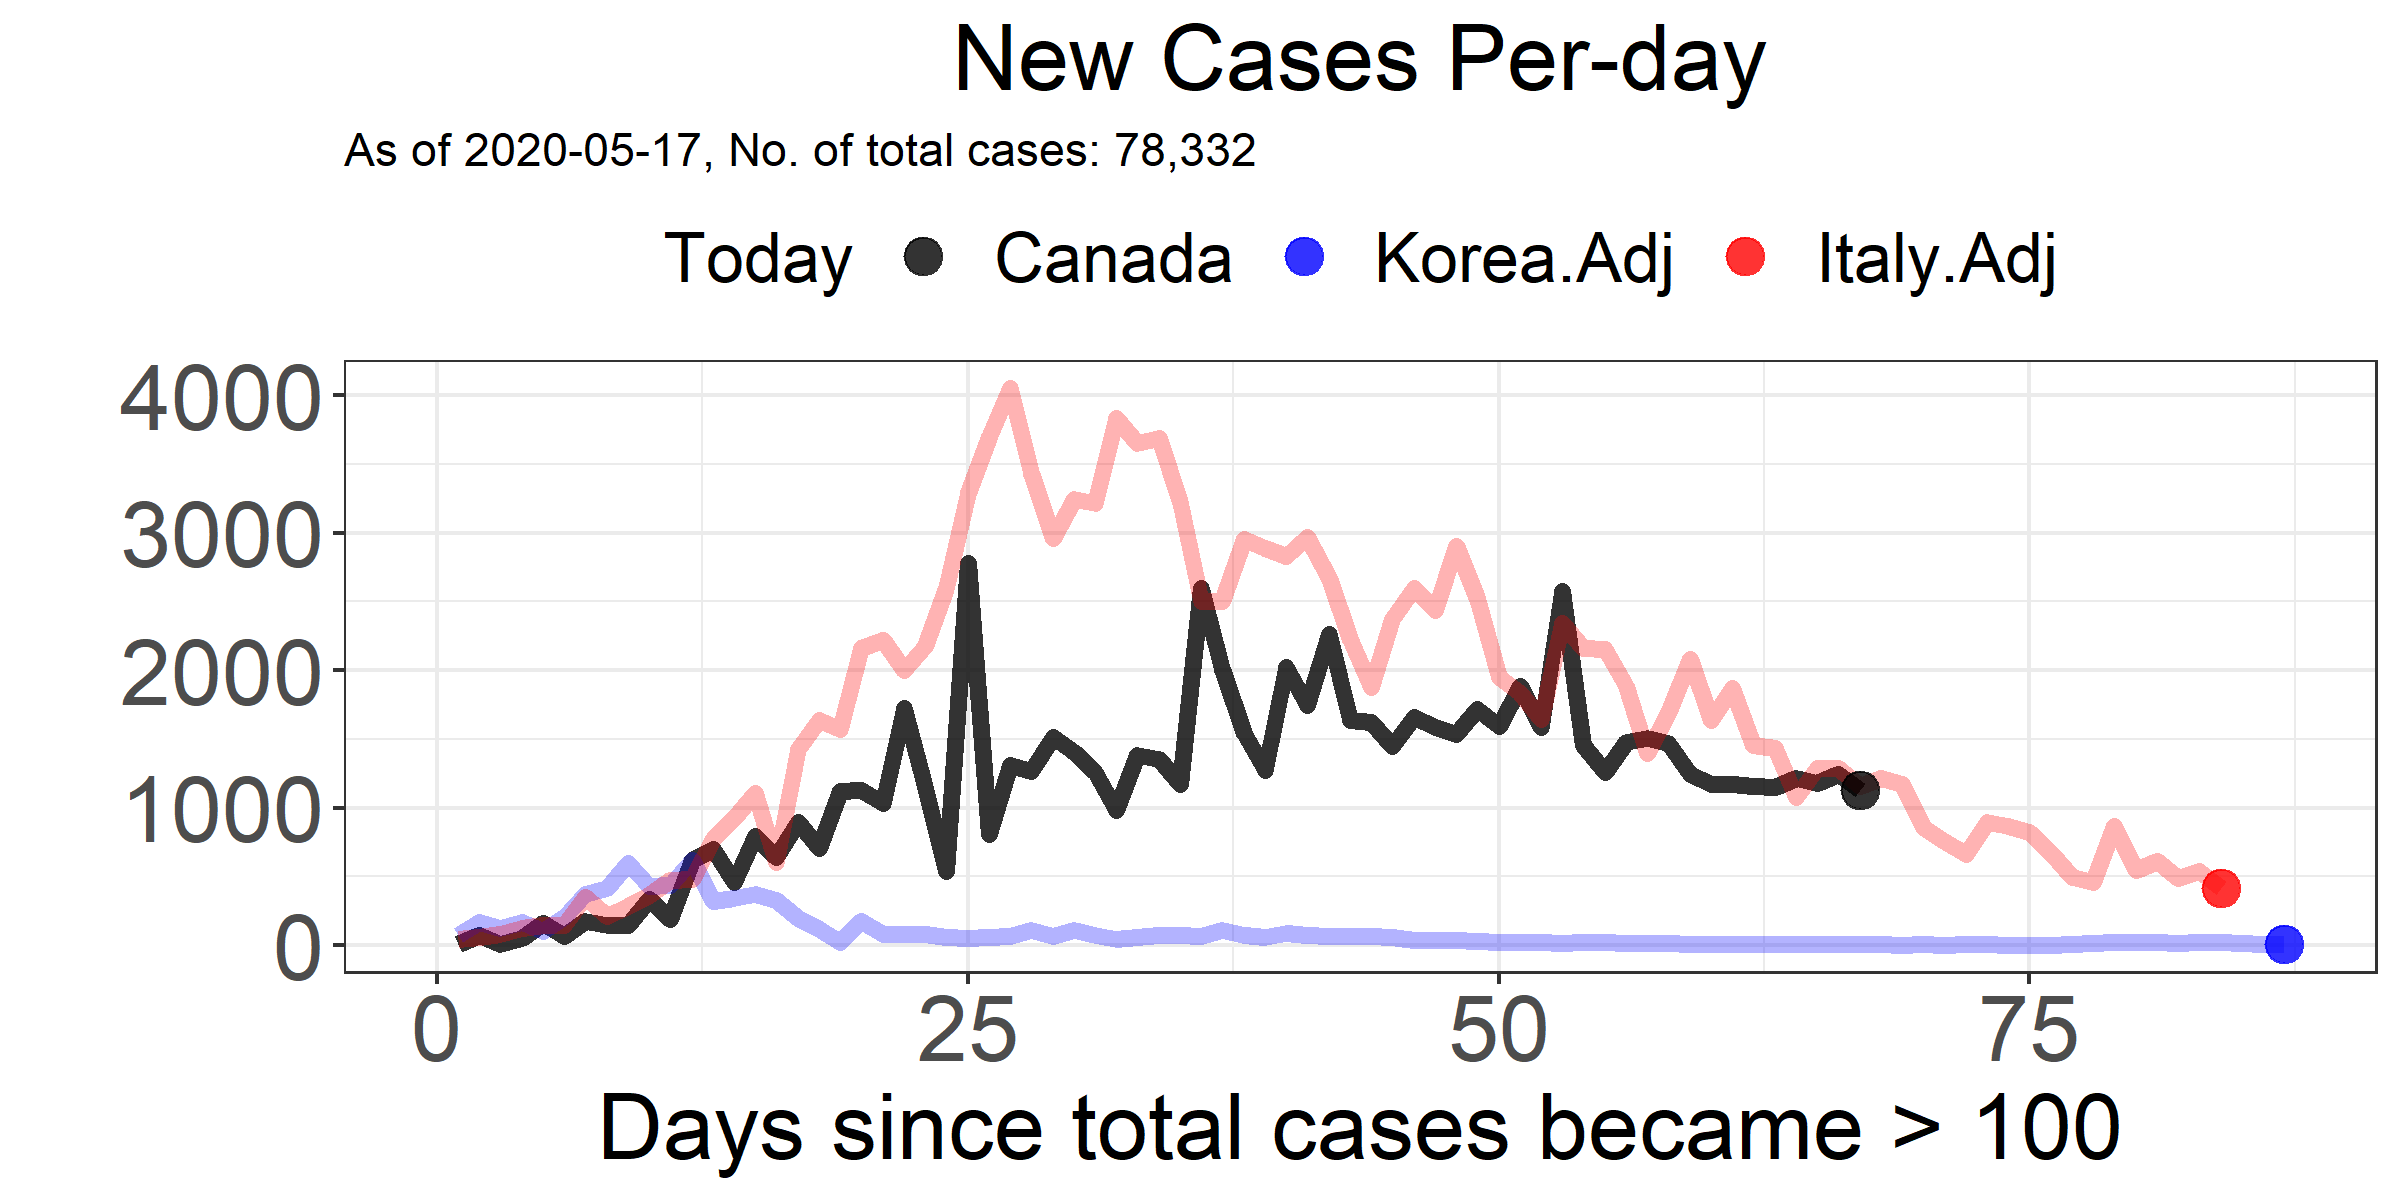 New Cases Per-day
As of 2020-05-17, No. of total cases: 78,332
Today Canada Korea.Adj Italy.Adj
4000
3000
2000
1000
0
0 25 50 75
Days since total cases became > 100